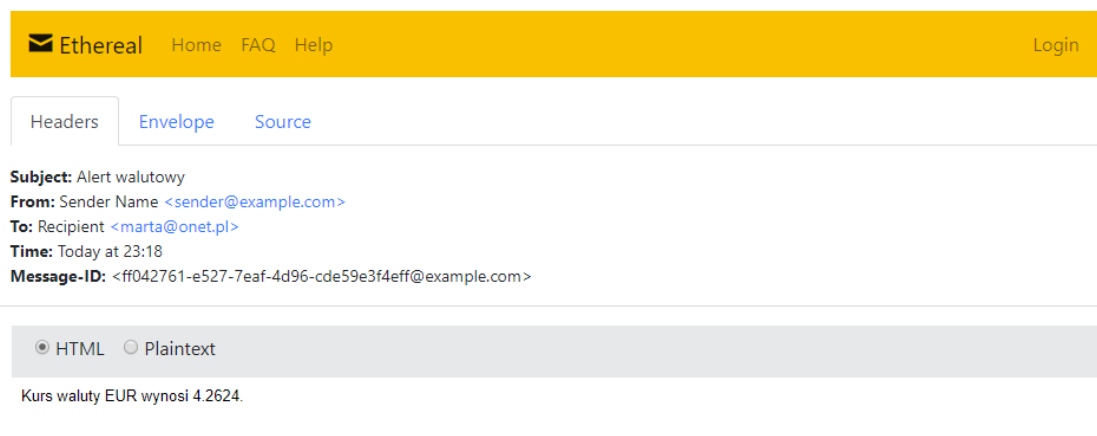 Ethereal Home FAQ Help Login
Headers Envelope Source
Subject: Alert walutowy
From: Sender Name <sender@example.com>
To: Recipient <marta@onet.pl>
Time: Today at 23:18
Message-ID: <ff042761-e527-7eaf-4d96-cde59e3f4eff@example.com>
HTML Plaintext
Kurs waluty EUR wynosi 4.2624.